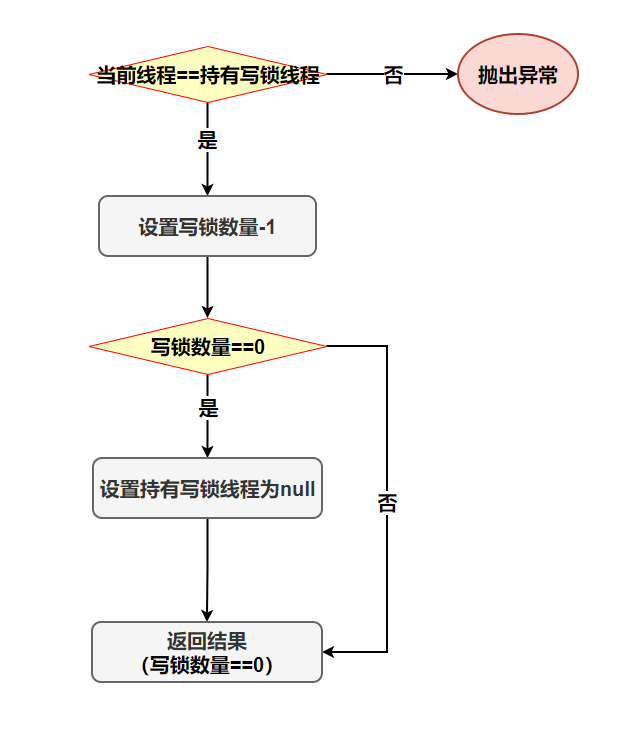 当前线程==持有写锁线程
否
抛出异常
是
设置写锁数量-1
写锁数量==0
是
设置持有写锁线程为null
否
返回结果
（写锁数量==0）